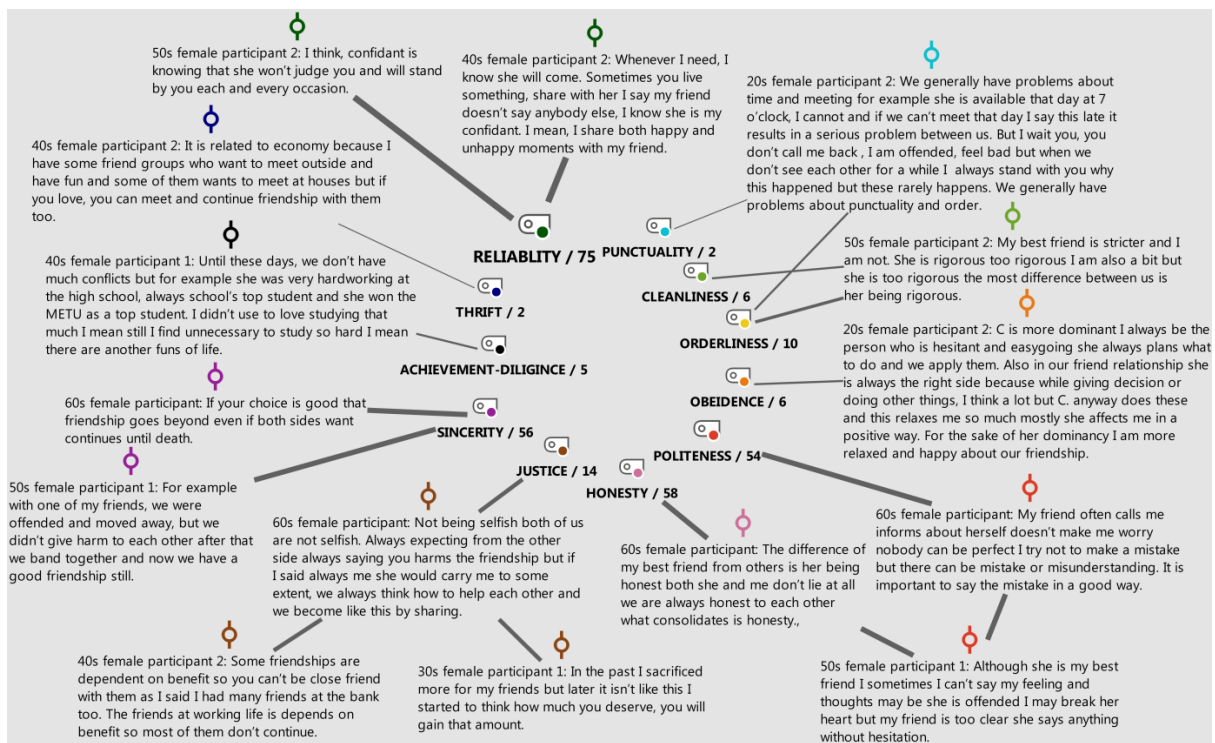 50s female participant 2: I think, confidant is
knowing that she won't judge you and will stand
by you each and every occasion.
40s female participant 2: Whenever I need, I
know she will come. Sometimes you live
something, share with her I say my friend
doesn't say anybody else, I know she is my
confidant. I mean, I share both happy and
unhappy moments with my friend.
20s female participant 2: We generally have problems about
time and meeting for example she is available that day at 7
o'clock, I cannot and if we can't meet that day I say this late it
results in a serious problem between us. But I wait you, you
don't call me back , I am offended, feel bad but when we
don't see each other for a while I always stand with you why
this happened but these rarely happens. We generally have
problems about punctuality and order.
40s female participant 2: It is related to economy because I
have some friend groups who want to meet outside and
have fun and some of them wants to meet at houses but if
you love, you can meet and continue friendship with them
too.
RELIABLITY / 75
PUNCTUALITY / 2
50s female participant 2: My best friend is stricter and I
am not. She is rigorous too rigorous I am also a bit but
she is too rigorous the most difference between us is
her being rigorous.
40s female participant 1: Until these days, we don't have
much conflicts but for example she was very hardworking at
the high school, always school's top student and she won the
METU as a top student. I didn't use to love studying that
much I mean still I find unnecessary to study so hard I mean
there are another funs of life.
CLEANLINESS / 6
THRIFT / 2
ORDERLINESS / 10
20s female participant 2: C is more dominant I always be the
person who is hesitant and easygoing she always plans what
to do and we apply them. Also in our friend relationship she
is always the right side because while giving decision or
doing other things, I think a lot but C. anyway does these
and this relaxes me so much mostly she affects me in a
positive way. For the sake of her dominancy I am more
relaxed and happy about our friendship.
ACHIEVEMENT-DILIGINCE / 5
OBEIDENCE / 6
60s female participant: If your choice is good that
friendship goes beyond even if both sides want
continues until death.
SINCERITY / 56
POLITENESS / 54
JUSTICE / 14
HONESTY / 58
50s female participant 1: For example
with one of my friends, we were
offended and moved away, but we
didn't give harm to each other after that
we band together and now we have a
good friendship still.
60s female participant: Not being selfish both of us
are not selfish. Always expecting from the other
side always saying you harms the friendship but if
I said always me she would carry me to some
extent, we always think how to help each other and
we become like this by sharing.
60s female participant: The difference of
my best friend from others is her being
honest both she and me don't lie at all
we are always honest to each other
what consolidates is honesty.,
60s female participant: My friend often calls me
informs about herself doesn't make me worry
nobody can be perfect I try not to make a mistake
but there can be mistake or misunderstanding. It is
important to say the mistake in a good way.
40s female participant 2: Some friendships are
dependent on benefit so you can't be close friend
with them as I said I had many friends at the bank
too. The friends at working life is depends on
benefit so most of them don't continue.
30s female participant 1: In the past I sacrificed
more for my friends but later it isn't like this I
started to think how much you deserve, you will
gain that amount.
50s female participant 1: Although she is my best
friend I sometimes I can't say my feeling and
thoughts may be she is offended I may break her
heart but my friend is too clear she says anything
without hesitation.